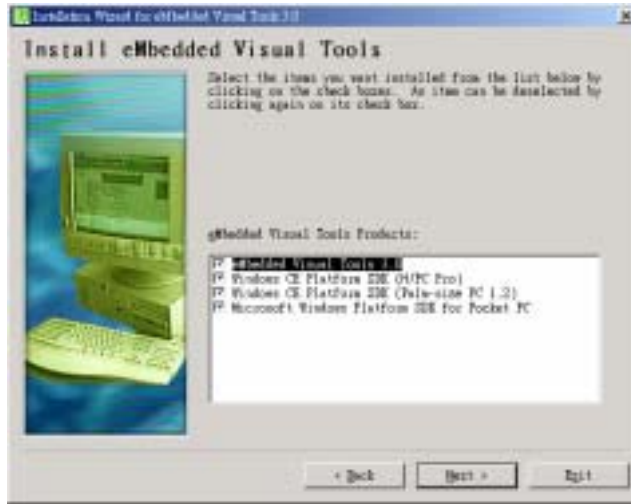 Installation Wizard for eMbedded Visual Tools 3.0
Install eMbedded Visual Tools
Select the items you want installed from the list below by
clicking on the check boxes. An item can be deselected by
clicking again on its check box.
eMbedded Visual Tools Products:
eMbedded Visual Tools 3.0
Windows CE Platform SDK (H/PC Pro)
Windows CE Platform SDK (Palm-size PC 1.2)
Microsoft Windows Platform SDK for Pocket PC
< Back
Next >
Exit